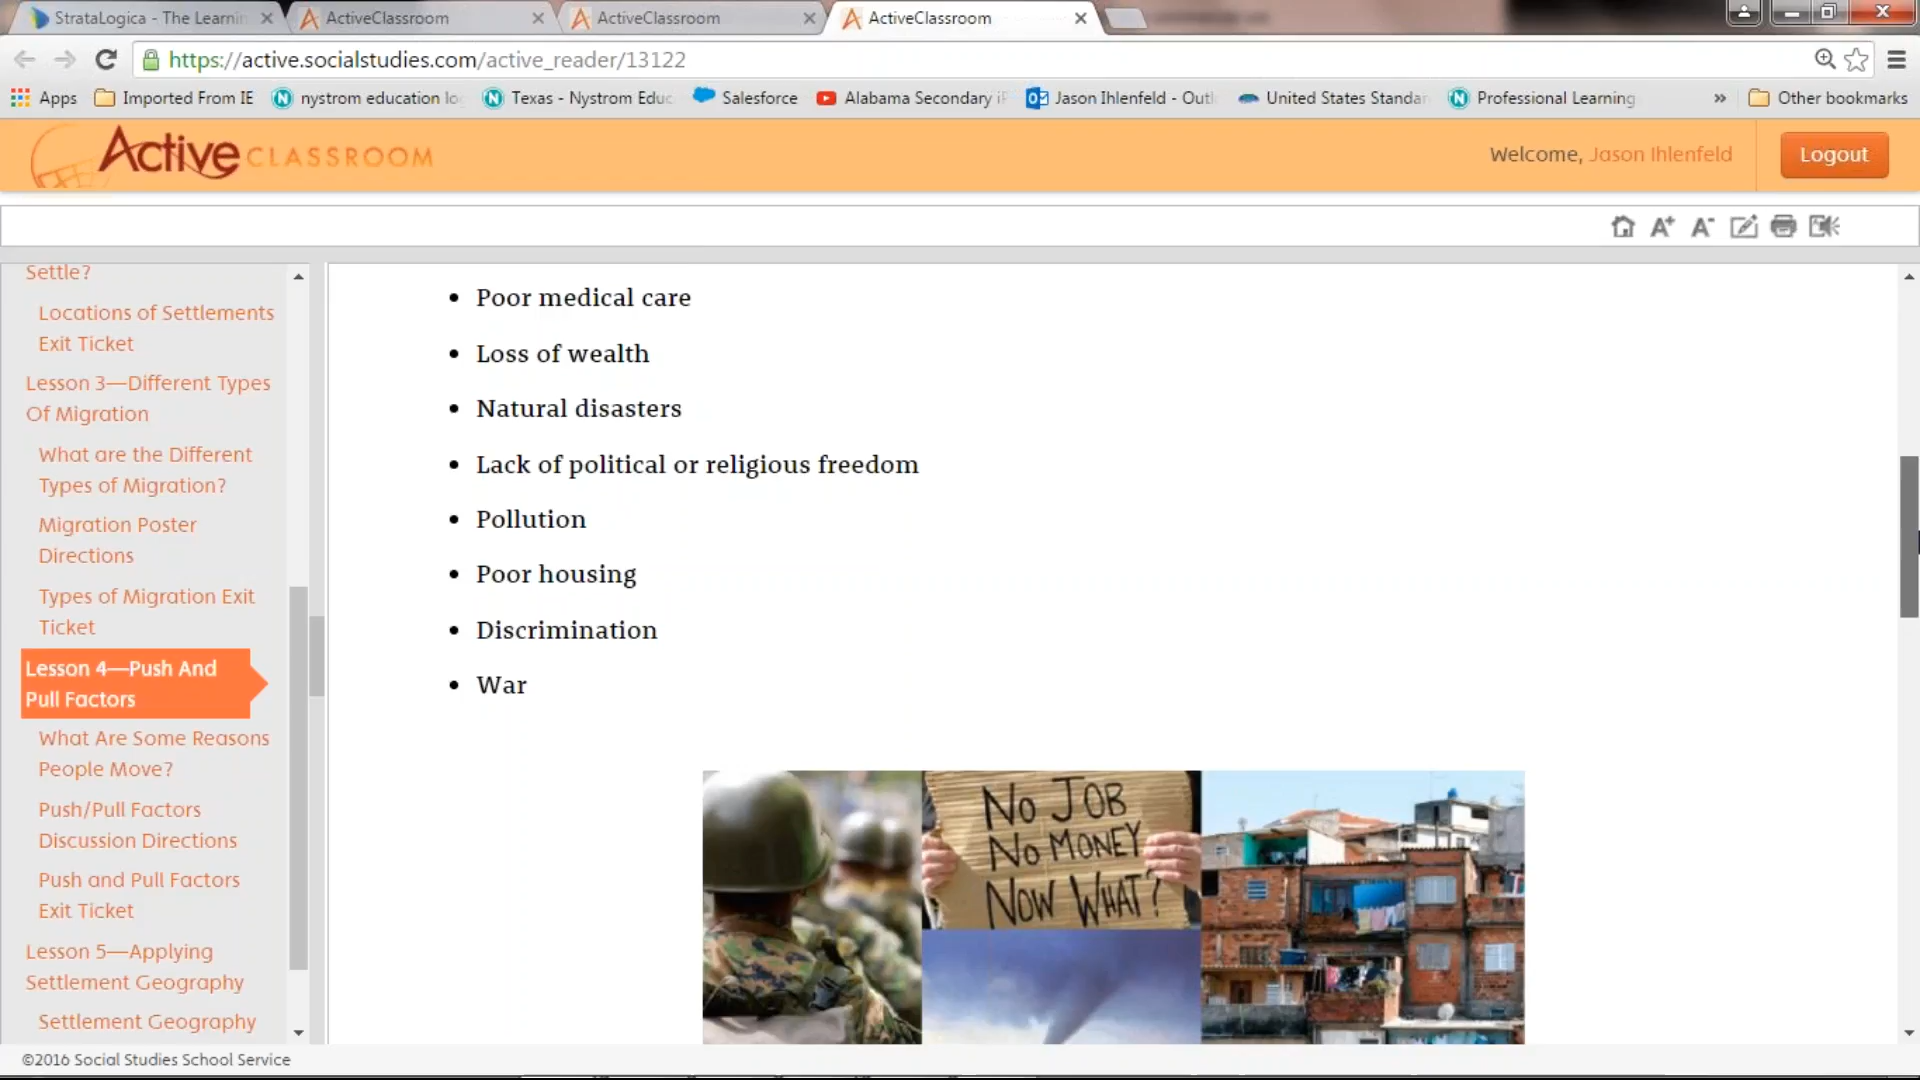 StrataLogica - The Learnin
ActiveClassroom
ActiveClassroom
ActiveClassroom
https://active.socialstudies.com/active_reader/13122
Apps
Imported From IE
nystrom education lo
Texas - Nystrom Educ
Salesforce
Alabama Secondary i
Jason Ihlenfeld - Outl
United States Standar
Professional Learning
»
Other bookmarks
Active CLASSROOM
Welcome, Jason Ihlenfeld
Logout
A+
A-
Settle?
Locations of Settlements
Exit Ticket
Lesson 3—Different Types
Of Migration
What are the Different
Types of Migration?
Migration Poster
Directions
Types of Migration Exit
Ticket
Lesson 4—Push And
Pull Factors
What Are Some Reasons
People Move?
Push/Pull Factors
Discussion Directions
Push and Pull Factors
Exit Ticket
Lesson 5—Applying
Settlement Geography
Settlement Geography
• Poor medical care
• Loss of wealth
• Natural disasters
• Lack of political or religious freedom
• Pollution
• Poor housing
• Discrimination
• War
NO JOB
NO MONEY
NOW WHAT?
©2016 Social Studies School Service